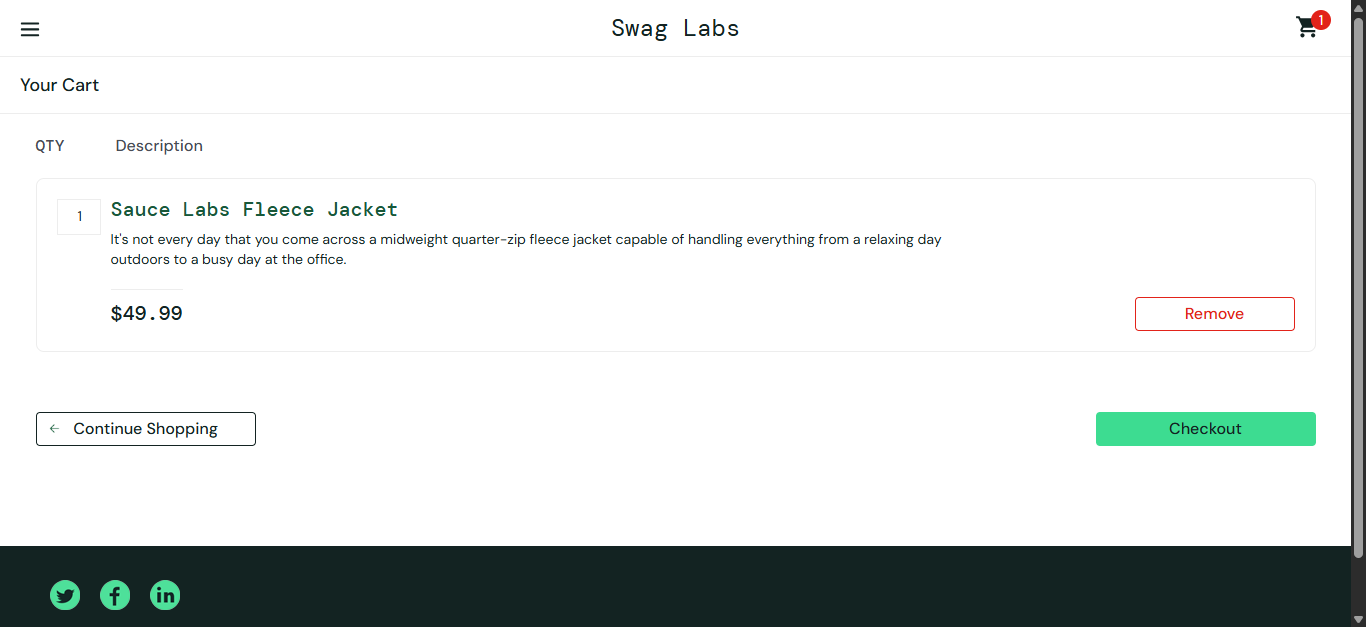 Swag Labs
1
Your Cart
QTY
Description
1
Sauce Labs Fleece Jacket
It's not every day that you come across a midweight quarter-zip fleece jacket capable of handling everything from a relaxing day
outdoors to a busy day at the office.
$49.99
Remove
Continue Shopping
Checkout